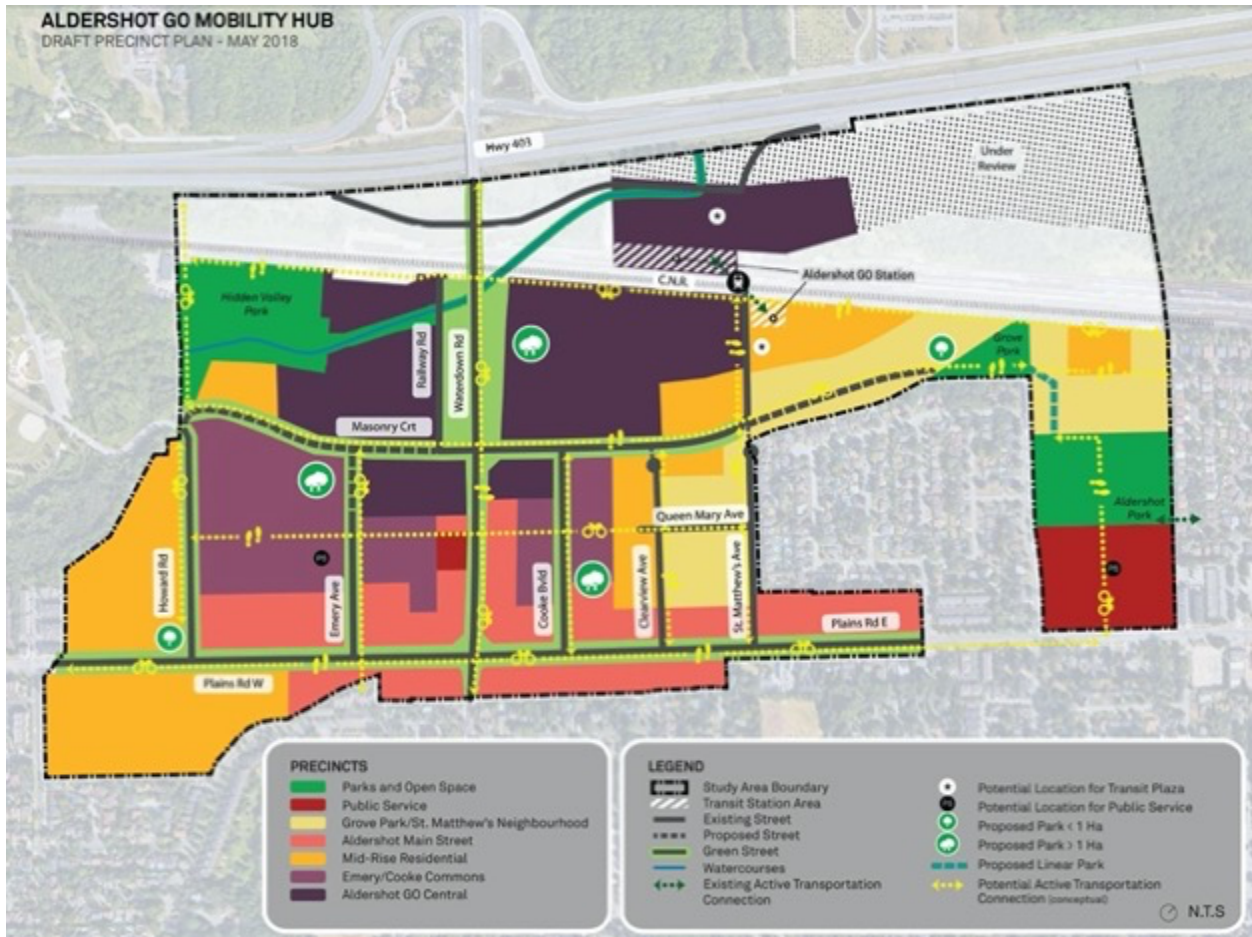 ALDERSHOT GO MOBILITY HUB
DRAFT PRECINCT PLAN - MAY 2018
Hwy 403
Under
Review
Aldershot GO Station
C.N.R.
Hidden Valley
Park
Railway Rd
Waterdown Rd
Grove
Park
Masonry Crt
Aldershot
Park
Queen Mary Ave
PS
PS
Howard Rd
Emery Ave
Cooke Bvld
Clearview Ave
St. Matthew's Ave
Plains Rd E
Plains Rd W
PRECINCTS
Parks and Open Space
Public Service
Grove Park/St. Matthew's Neighbourhood
Aldershot Main Street
Mid-Rise Residential
Emery/Cooke Commons
Aldershot GO Central
LEGEND
Study Area Boundary
Transit Station Area
Existing Street
Proposed Street
Green Street
Watercourses
Existing Active Transportation
Connection
Potential Location for Transit Plaza
PS Potential Location for Public Service
Proposed Park < 1 Ha
Proposed Park > 1 Ha
Proposed Linear Park
Potential Active Transportation
Connection (conceptual)
N.T.S